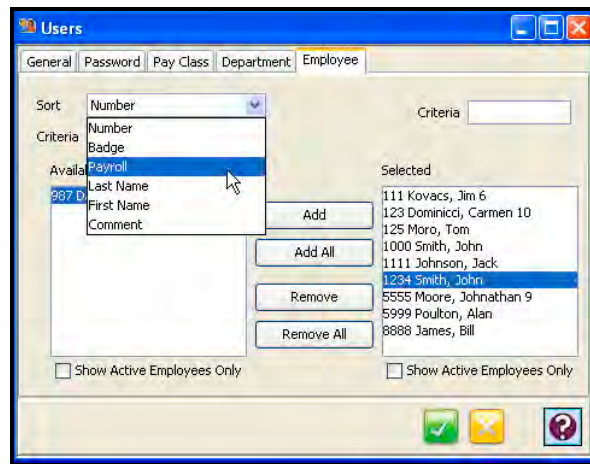 Users
General Password Pay Class Department Employee
Sort Number
Criteria
Number
Badge
Payroll
Last Name
First Name
Comment
Criteria
Availa
987 D
Add
Add All
Remove
Remove All
Selected
111 Kovacs, Jim 6
123 Dominicci, Carmen 10
125 Moro, Tom
1000 Smith, John
1111 Johnson, Jack
1234 Smith, John
5555 Moore, Johnathan 9
5999 Poulton, Alan
8888 James, Bill
Show Active Employees Only
Show Active Employees Only
?